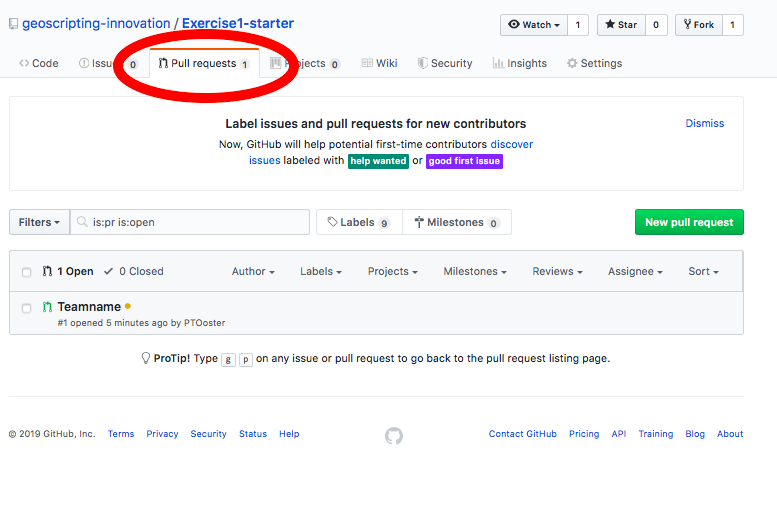 geoscripting-innovation / Exercise1-starter
Watch 1 Star 0 Fork 1
Code Issu 0 Pull requests 1 ojects 0 Wiki Security Insights Settings
Label issues and pull requests for new contributors
Dismiss
Now, GitHub will help potential first-time contributors discover
issues labeled with help wanted or good first issue
Filters is:pr is:open Labels 9 Milestones 0 New pull request
1 Open 0 Closed Author Labels Projects Milestones Reviews Assignee Sort
Teamname
#1 opened 5 minutes ago by PTOoster
ProTip! Type g p on any issue or pull request to go back to the pull request listing page.
© 2019 GitHub, Inc. Terms Privacy Security Status Help Contact GitHub Pricing API Training Blog About